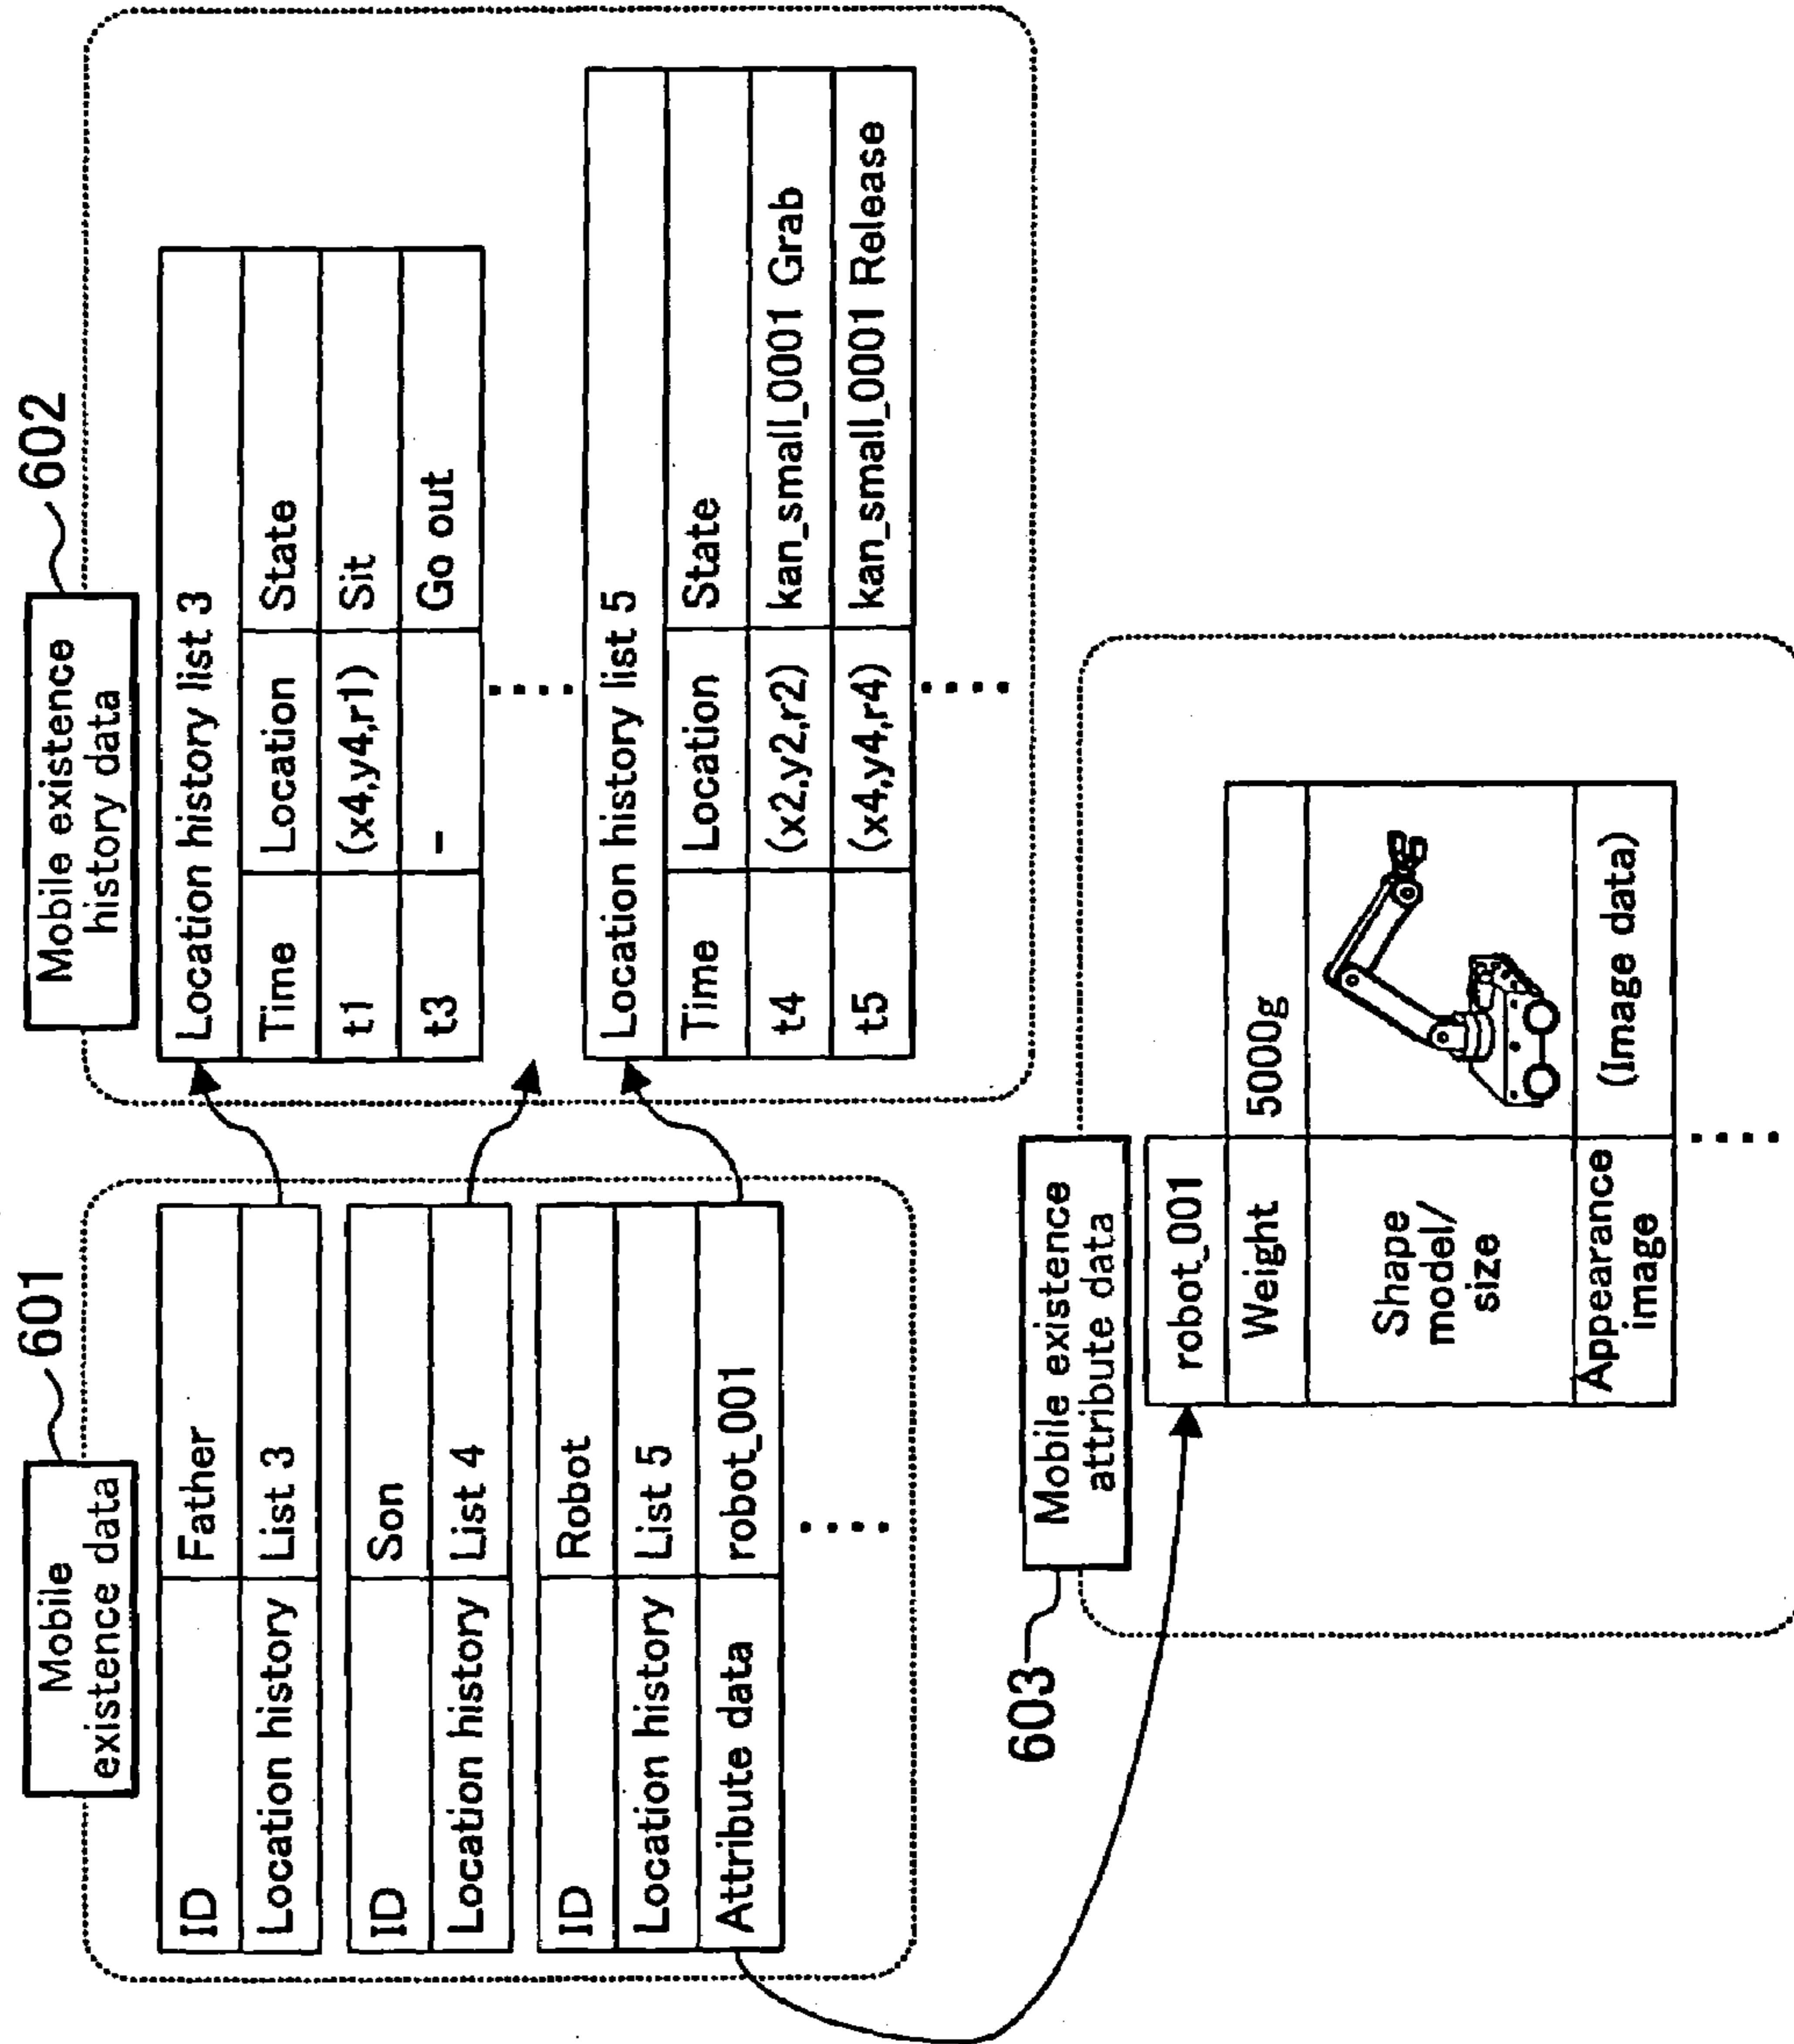 Mobile
existence data
601
ID Father
Location history List 3
ID Son
Location history List 4
ID Robot
Location history List 5
Attribute data robot_001
Mobile existence
history data
602
Location history list 3
Time Location State
t1 (x4,y4,r1) Sit
t3 – Go out
Location history list 5
Time Location State
t4 (x2,y2,r2) kan_small_0001 Grab
t5 (x4,y4,r4) kan_small_0001 Release
603
Mobile existence
attribute data
robot_001
Weight 5000g
Shape
model/
size
Appearance
image
(Image data)